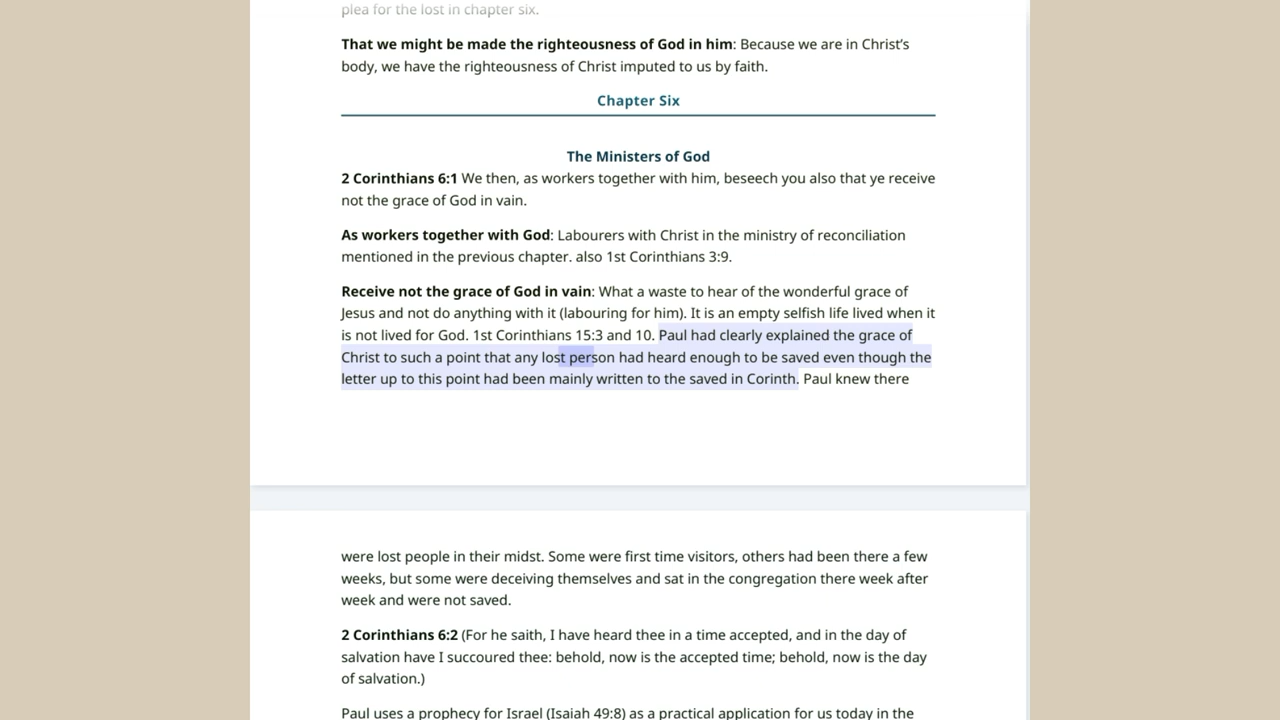 plea for the lost in chapter six.
That we might be made the righteousness of God in him: Because we are in Christ’s
body, we have the righteousness of Christ imputed to us by faith.
Chapter Six
The Ministers of God
2 Corinthians 6:1 We then, as workers together with him, beseech you also that ye receive
not the grace of God in vain.
As workers together with God: Labourers with Christ in the ministry of reconciliation
mentioned in the previous chapter. also 1st Corinthians 3:9.
Receive not the grace of God in vain: What a waste to hear of the wonderful grace of
Jesus and not do anything with it (labouring for him). It is an empty selfish life lived when it
is not lived for God. 1st Corinthians 15:3 and 10. Paul had clearly explained the grace of
Christ to such a point that any lost person had heard enough to be saved even though the
letter up to this point had been mainly written to the saved in Corinth. Paul knew there
were lost people in their midst. Some were first time visitors, others had been there a few
weeks, but some were deceiving themselves and sat in the congregation there week after
week and were not saved.
2 Corinthians 6:2 (For he saith, I have heard thee in a time accepted, and in the day of
salvation have I succoured thee: behold, now is the accepted time; behold, now is the day
of salvation.)
Paul uses a prophecy for Israel (Isaiah 49:8) as a practical application for us today in the